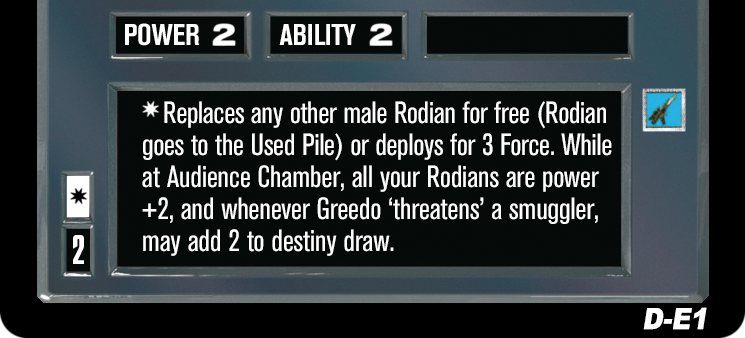 POWER 2 ABILITY 2
✷ Replaces any other male Rodian for free (Rodian
goes to the Used Pile) or deploys for 3 Force. While
at Audience Chamber, all your Rodians are power
+2, and whenever Greedo ‘threatens’ a smuggler,
may add 2 to destiny draw.
✷
2
D-E1